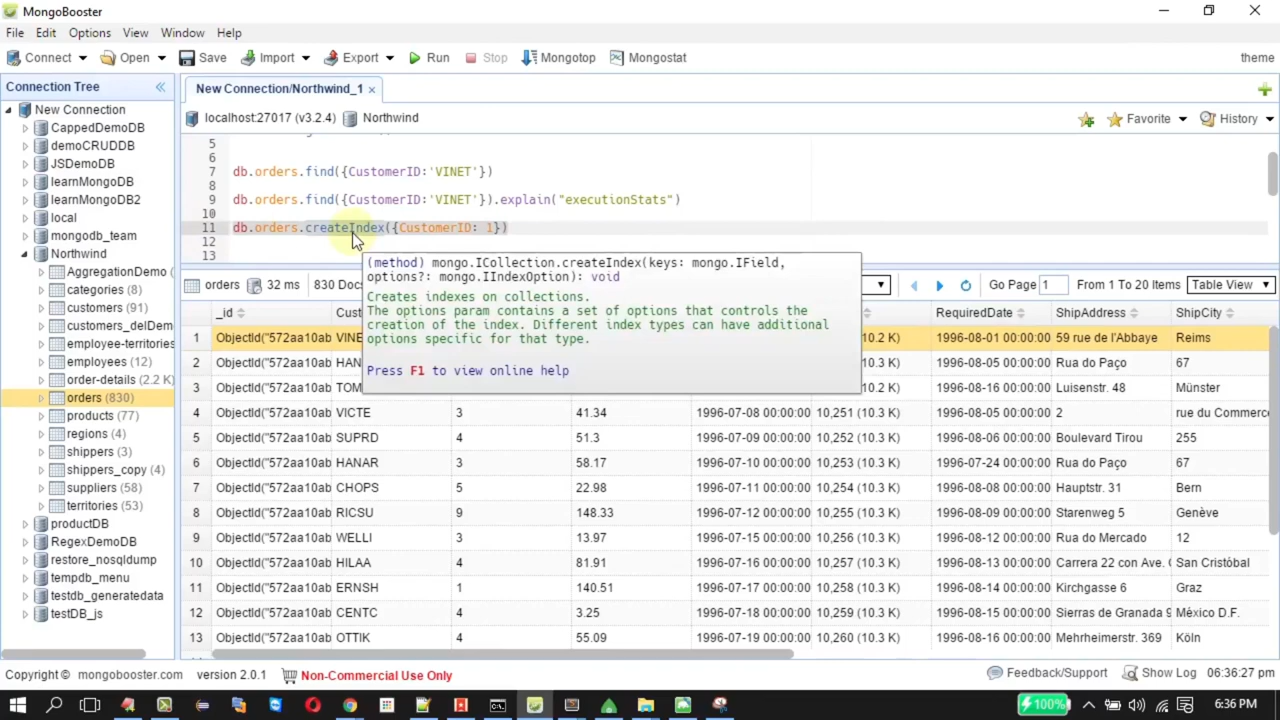 MongoBooster
File Edit Options View Window Help
Connect Open Save Import Export Run Stop Mongotop Mongostat theme
Connection Tree
New Connection
CappedDemoDB
demoCRUDDB
JSDemoDB
learnMongoDB
learnMongoDB2
local
mongodb_team
Northwind
AggregationDemo (
categories (8)
customers (91)
customers_delDem
employee-territories
employees (12)
order-details (2.2 K)
orders (830)
products (77)
regions (4)
shippers (3)
shippers_copy (4)
suppliers (58)
territories (53)
productDB
RegexDemoDB
restore_nosqldump
tempdb_menu
testdb_generatedata
testDB_js
New Connection/Northwind_1 ×
localhost:27017 (v3.2.4) Northwind Favorite History
5
6
7 db.orders.find({CustomerID:'VINET'})
8
9 db.orders.find({CustomerID:'VINET'}).explain("executionStats")
10
11 db.orders.createIndex({CustomerID: 1})
12
13
(method) mongo.ICollection.createIndex(keys: mongo.IField,
options?: mongo.IIndexOption): void
Creates indexes on collections.
The options param contains a set of options that controls the
creation of the index. Different index types can have additional
options specific for that type.
Press F1 to view online help
orders 32 ms 830 Docs Go Page 1 From 1 To 20 Items Table View
_id Cust RequiredDate ShipAddress ShipCity
1 ObjectId("572aa10ab VINE 10.2 K) 1996-08-01 00:00:00 59 rue de l'Abbaye Reims
2 ObjectId("572aa10ab HANA 10.3 K) 1996-08-05 00:00:00 Rua do Paço 67
3 ObjectId("572aa10ab TOM 10.2 K) 1996-08-16 00:00:00 Luisenstr. 48 Münster
4 ObjectId("572aa10ab VICTE 3 41.34 1996-07-08 00:00:00 10,251 (10.3 K) 1996-08-05 00:00:00 2 rue du Commerce
5 ObjectId("572aa10ab SUPRD 4 51.3 1996-07-09 00:00:00 10,252 (10.3 K) 1996-08-06 00:00:00 Boulevard Tirou 255
6 ObjectId("572aa10ab HANAR 3 58.17 1996-07-10 00:00:00 10,253 (10.3 K) 1996-07-24 00:00:00 Rua do Paço 67
7 ObjectId("572aa10ab CHOPS 5 22.98 1996-07-11 00:00:00 10,254 (10.3 K) 1996-08-08 00:00:00 Hauptstr. 31 Bern
8 ObjectId("572aa10ab RICSU 9 148.33 1996-07-12 00:00:00 10,255 (10.3 K) 1996-08-09 00:00:00 Starenweg 5 Genève
9 ObjectId("572aa10ab WELLI 3 13.97 1996-07-15 00:00:00 10,256 (10.3 K) 1996-08-12 00:00:00 Rua do Mercado 12
10 ObjectId("572aa10ab HILAA 4 81.91 1996-07-16 00:00:00 10,257 (10.3 K) 1996-08-13 00:00:00 Carrera 22 con Ave. C San Cristóbal
11 ObjectId("572aa10ab ERNSH 1 140.51 1996-07-17 00:00:00 10,258 (10.3 K) 1996-08-14 00:00:00 Kirchgasse 6 Graz
12 ObjectId("572aa10ab CENTC 4 3.25 1996-07-18 00:00:00 10,259 (10.3 K) 1996-08-15 00:00:00 Sierras de Granada 9 México D.F.
13 ObjectId("572aa10ab OTTIK 4 55.09 1996-07-19 00:00:00 10,260 (10.3 K) 1996-08-16 00:00:00 Mehrheimerstr. 369 Köln
Copyright © mongobooster.com version 2.0.1 Non-Commercial Use Only Feedback/Support Show Log 06:36:27 pm
100% 6:36 PM